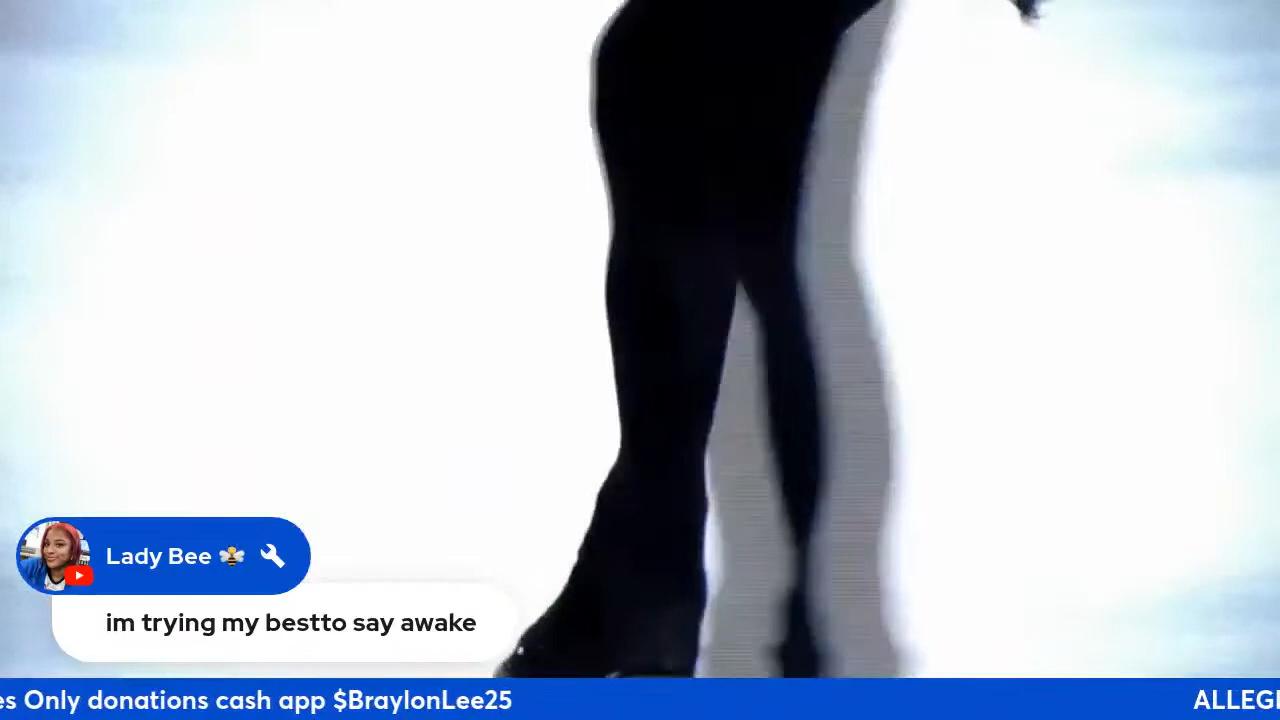 Lady Bee 🐝
im trying my bestto say awake
es Only donations cash app $BraylonLee25
ALLEG